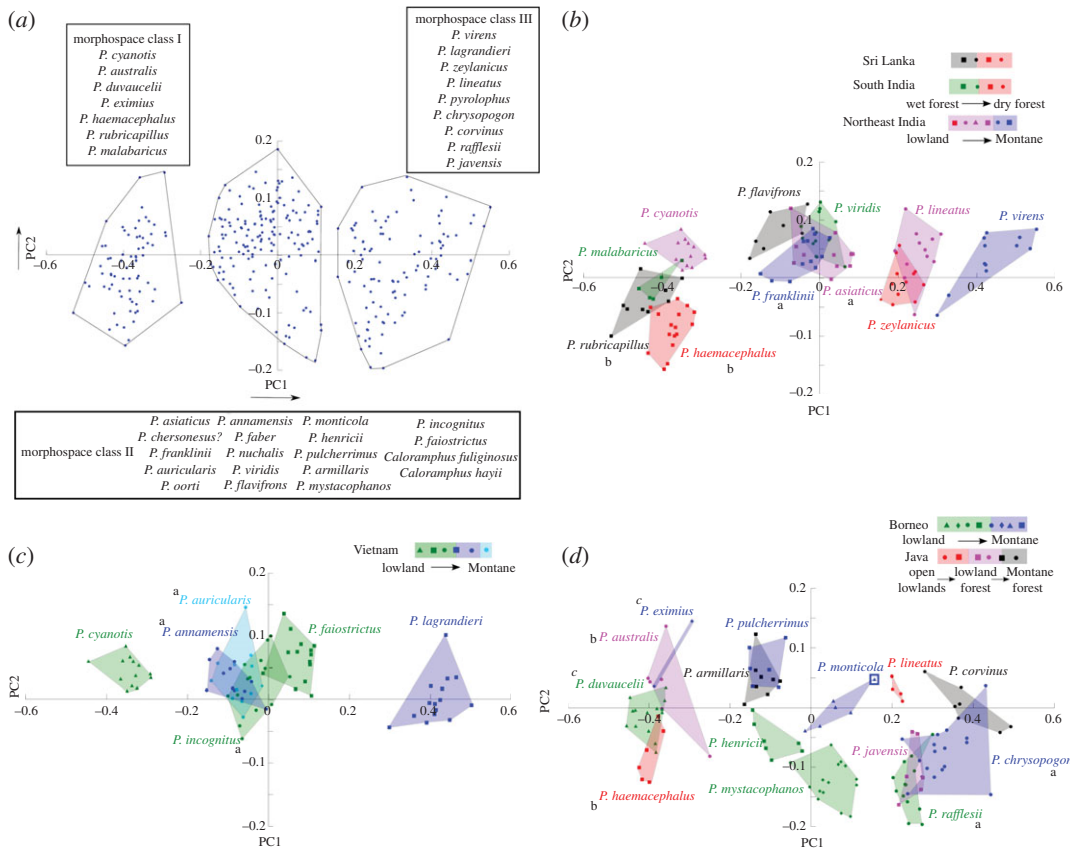 (a)
morphospace class I
P. cyanotis
P. australis
P. duvaucelii
P. eximius
P. haemacephalus
P. rubricapillus
P. malabaricus
morphospace class III
P. virens
P. lagrandieri
P. zeylanicus
P. lineatus
P. pyrolophus
P. chrysopogon
P. corvinus
P. rafflesii
P. javensis
0.2
0.1
PC2
−0.6 −0.4 −0.2 0 0.2 0.4 0.6
−0.1
−0.2
PC1
morphospace class II
P. asiaticus P. annamensis P. monticola P. incognitus
P. chersonesus? P. faber P. henricii P. faiostrictus
P. franklinii P. nuchalis P. pulcherrimus Caloramphus fuliginosus
P. auricularis P. viridis P. armillaris Caloramphus hayii
P. oorti P. flavifrons P. mystacophanos
(b)
Sri Lanka
South India
wet forest dry forest
Northeast India
lowland Montane
0.2
P. flavifrons
P. viridis
P. lineatus
P. virens
P. cyanotis
0.1
P. malabaricus
PC2
−0.6 −0.4 −0.2 0 0.2 0.4 0.6
P. franklinii
a
P. asiaticus
a
P. zeylanicus
−0.1
P. rubricapillus
b
P. haemacephalus
b
−0.2
PC1
(c)
Vietnam
lowland Montane
0.2
a
P. auricularis
a
P. annamensis
P. faiostrictus
P. lagrandieri
P. cyanotis
0.1
PC2
−0.6 −0.4 −0.2 0 0.2 0.4 0.6
P. incognitus
a
−0.1
−0.2
PC1
(d)
Borneo
lowland Montane
Java
open lowland Montane
lowlands forest forest
0.2
c
P. eximius
b
P. australis
c
P. duvaucelii
P. pulcherrimus
P. armillaris
0.1
P. monticola
P. lineatus
P. corvinus
PC2
−0.6 −0.4 −0.2 0 0.2 0.4 0.6
P. henricii
P. javensis
P. chrysopogon
a
−0.1
P. mystacophanos
P. haemacephalus
b
P. rafflesii
a
−0.2
PC1